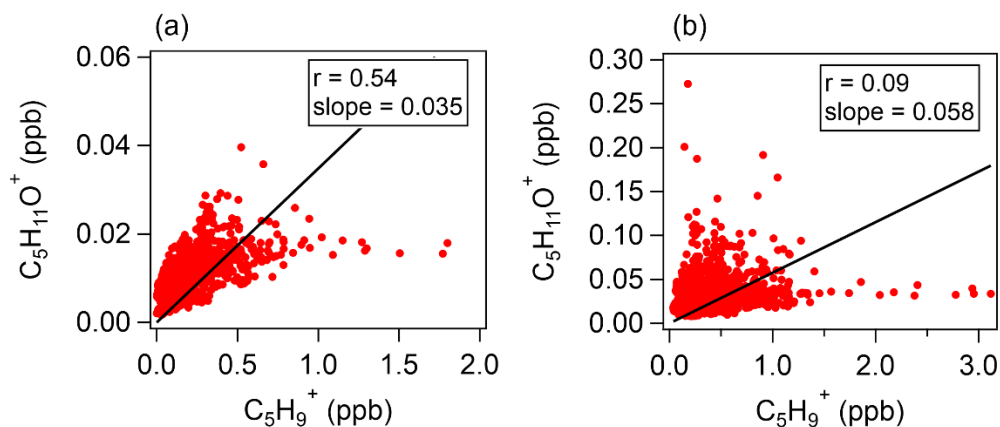 (a)
0.06
0.04
0.02
0.00
C₅H₁₁O⁺ (ppb)
r = 0.54
slope = 0.035
0.0 0.5 1.0 1.5 2.0
C₅H₉⁺ (ppb)
(b)
0.30
0.25
0.20
0.15
0.10
0.05
0.00
C₅H₁₁O⁺ (ppb)
r = 0.09
slope = 0.058
0.0 1.0 2.0 3.0
C₅H₉⁺ (ppb)